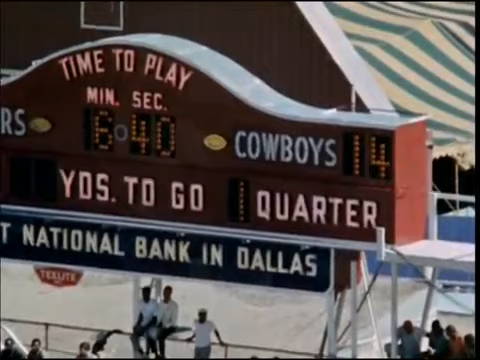 TIME TO PLAY
MIN. SEC.
RS 6:40 COWBOYS 14
YDS. TO GO 1 QUARTER
T NATIONAL BANK IN DALLAS
TEXLITE